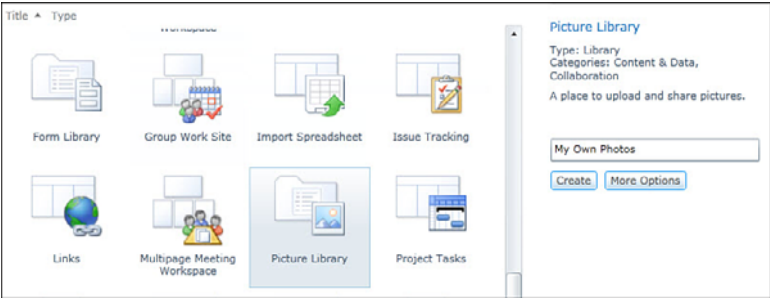 Title ▲ Type
Workspace
Form Library
Group Work Site
Import Spreadsheet
Issue Tracking
Links
Multipage Meeting
Workspace
Picture Library
Project Tasks
Picture Library
Type: Library
Categories: Content & Data,
Collaboration
A place to upload and share pictures.
My Own Photos
Create
More Options